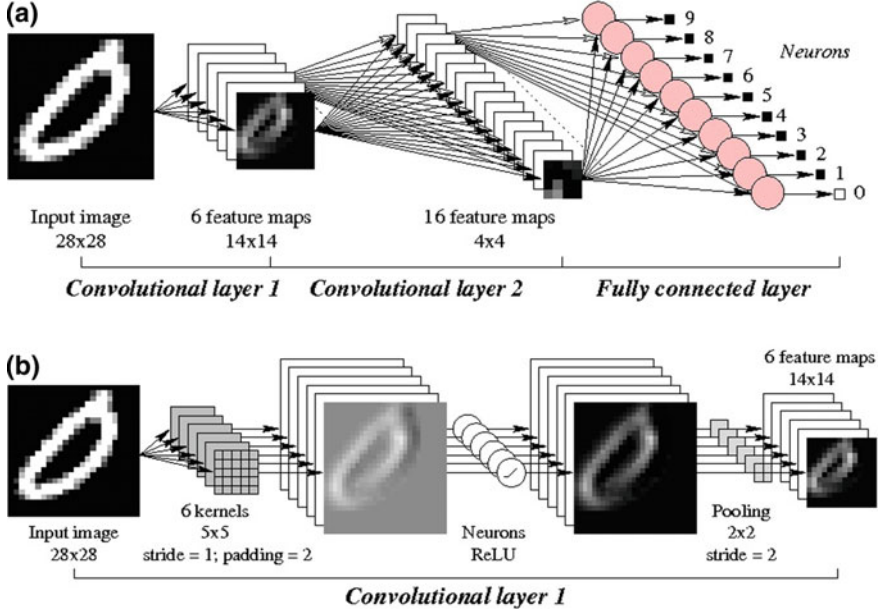 (a)
9
8
7
6
5
4
3
2
1
0
Neurons
Input image
28x28
6 feature maps
14x14
16 feature maps
4x4
Convolutional layer 1
Convolutional layer 2
Fully connected layer
(b)
6 feature maps
14x14
Input image
28x28
6 kernels
5x5
stride = 1; padding = 2
Neurons
ReLU
Pooling
2x2
stride = 2
Convolutional layer 1